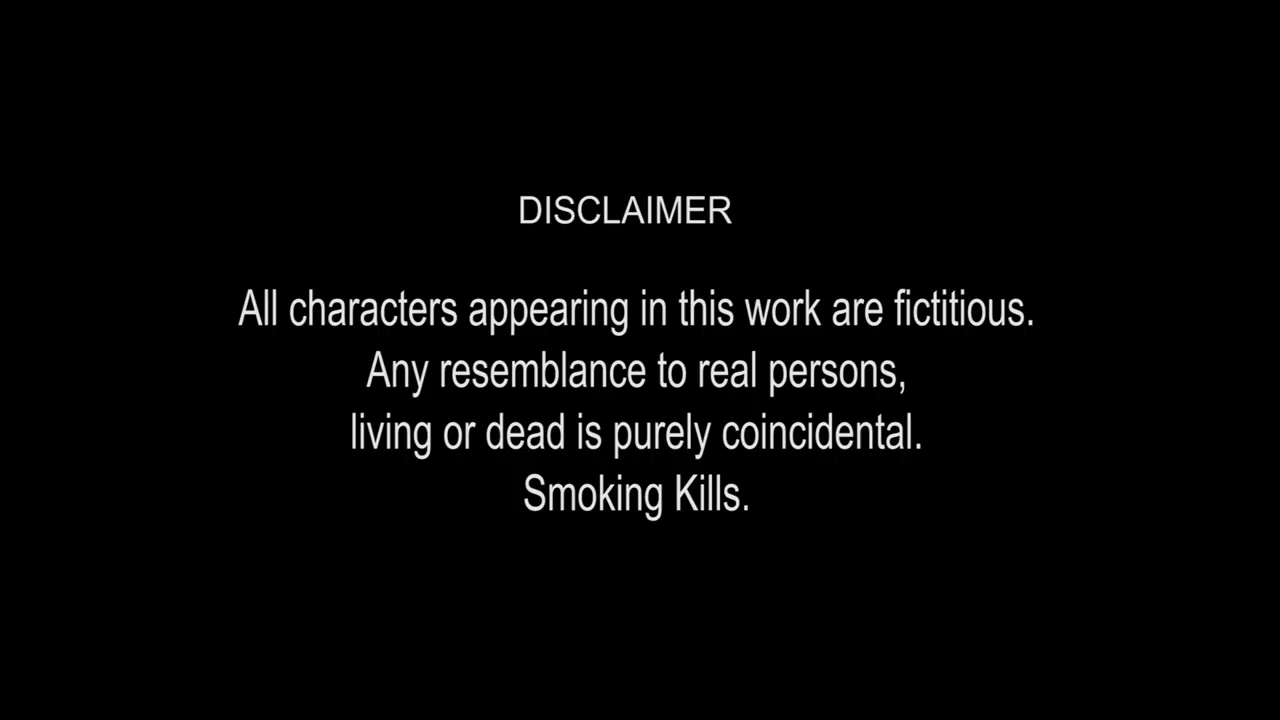 DISCLAIMER
All characters appearing in this work are fictitious.
Any resemblance to real persons,
living or dead is purely coincidental.
Smoking Kills.